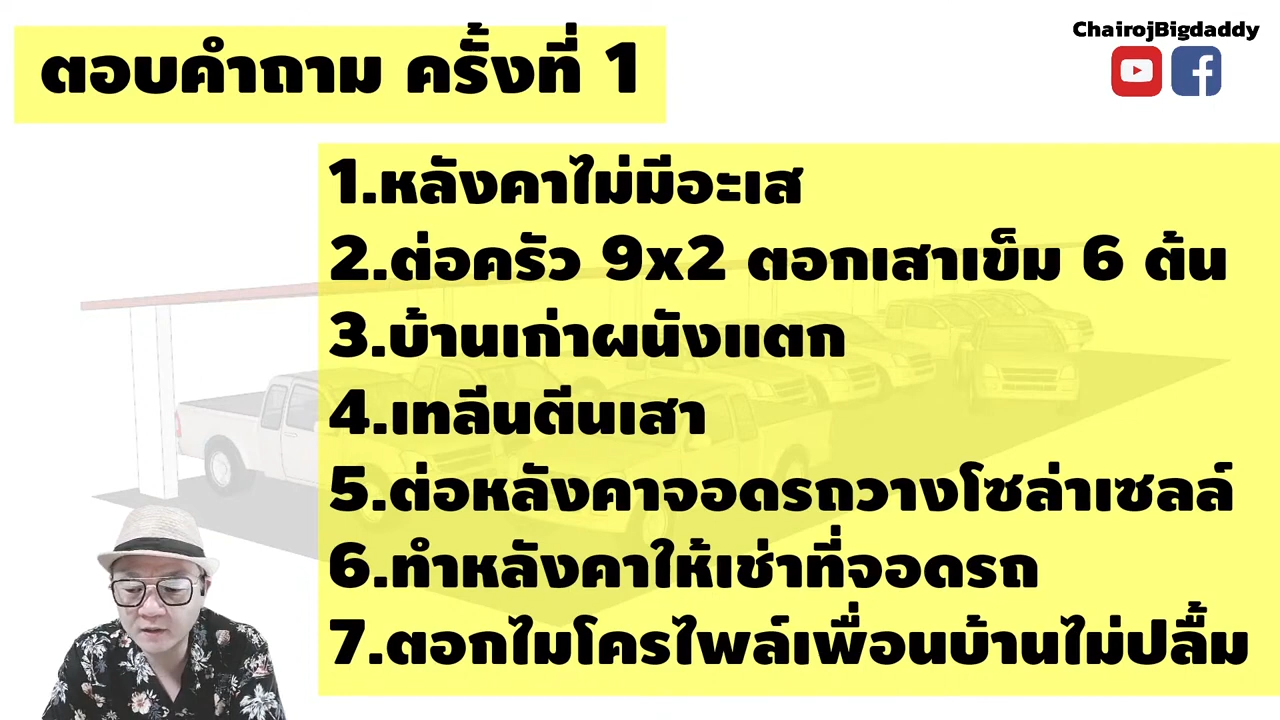 ตอบคำถาม ครั้งที่ 1
ChairojBigdaddy
1.หลังคาไม่มีอะเส
2.ต่อครัว 9x2 ตอกเสาเข็ม 6 ต้น
3.บ้านเก่าผนังแตก
4.เทลีนตีนเสา
5.ต่อหลังคาจอดรถวางโซล่าเซลล์
6.ทำหลังคาให้เช่าที่จอดรถ
7.ตอกไมโครไพล์เพื่อนบ้านไม่ปลื้ม